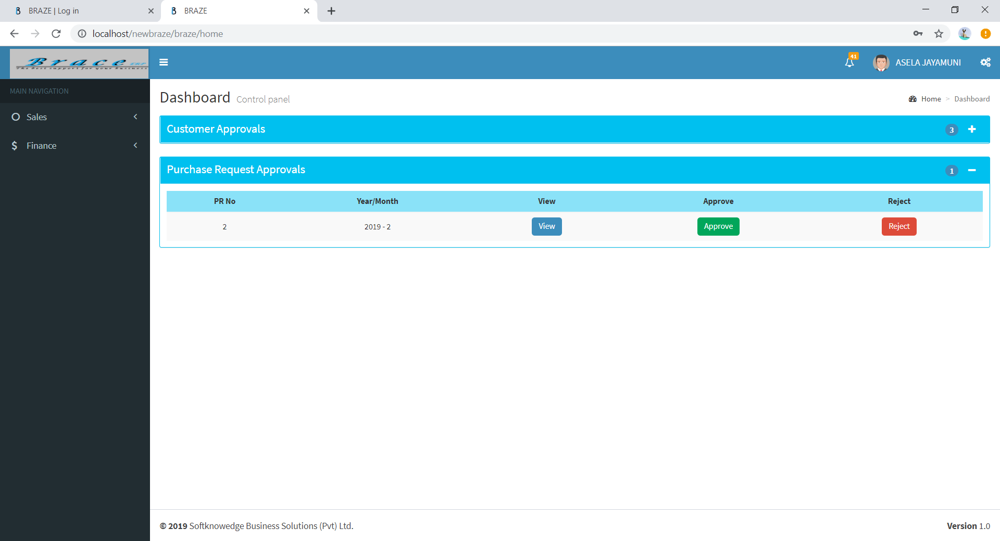 BRAZE | Log in
BRAZE
localhost/newbraze/braze/home
Brace ERP
The best support for your business
41
ASELA JAYAMUNI
MAIN NAVIGATION
Sales
Finance
Dashboard Control panel
Home > Dashboard
Customer Approvals
3
Purchase Request Approvals
1
PR No Year/Month View Approve Reject
2 2019 - 2 View Approve Reject
© 2019 Softknowedge Business Solutions (Pvt) Ltd.
Version 1.0